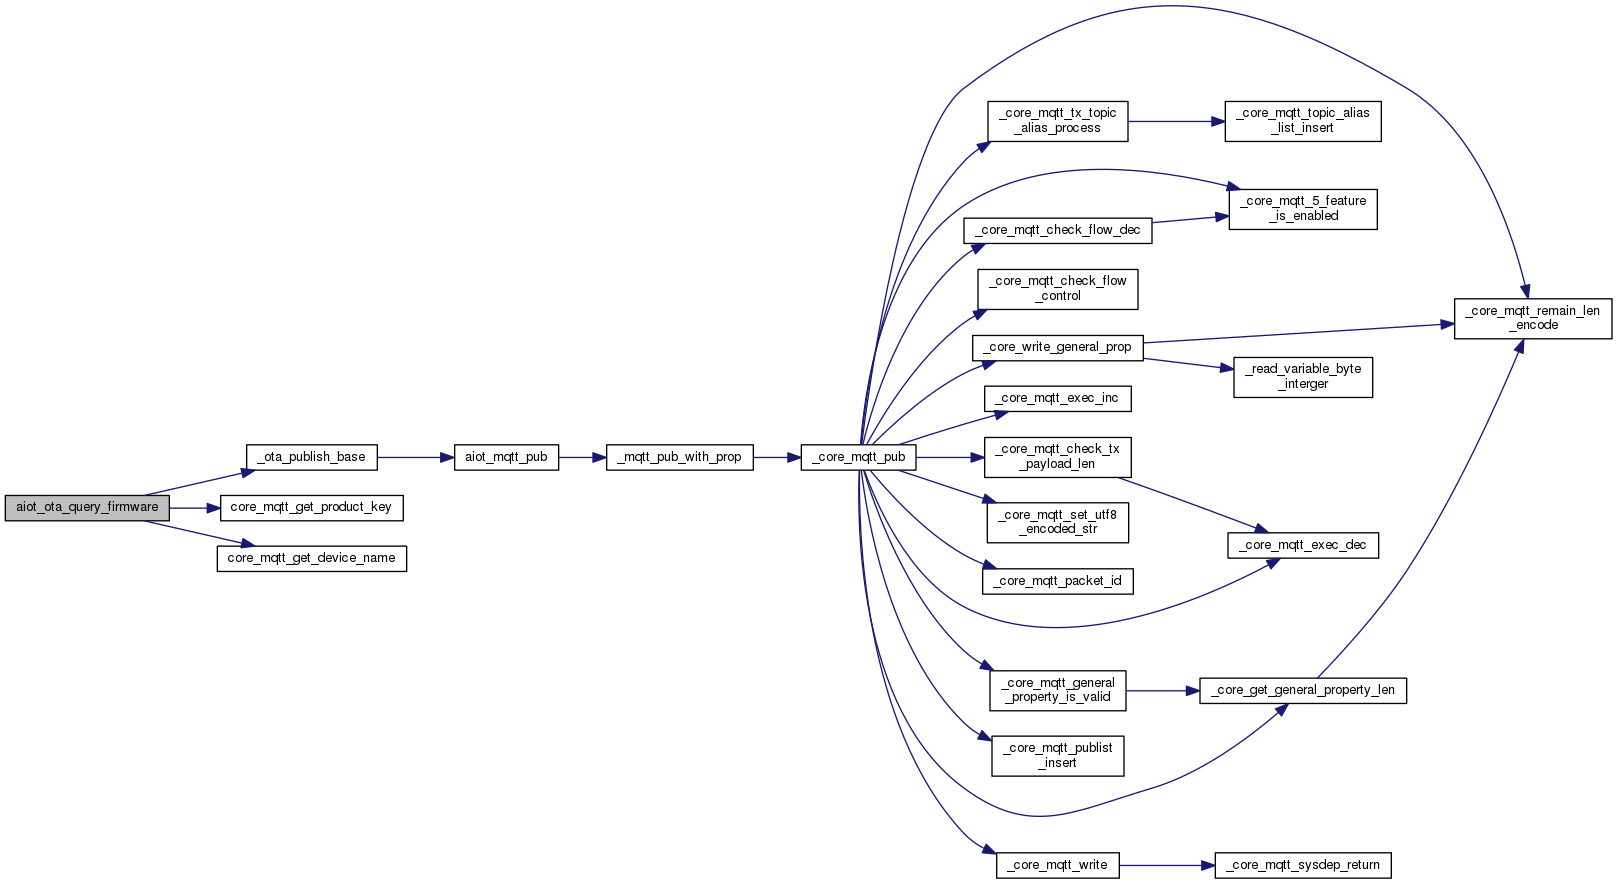 aiot_ota_query_firmware
_ota_publish_base
core_mqtt_get_product_key
core_mqtt_get_device_name
aiot_mqtt_pub
_mqtt_pub_with_prop
_core_mqtt_pub
_core_mqtt_tx_topic
_alias_process
_core_mqtt_check_flow_dec
_core_mqtt_check_flow
_control
_core_write_general_prop
_core_mqtt_exec_inc
_core_mqtt_check_tx
_payload_len
_core_mqtt_set_utf8
_encoded_str
_core_mqtt_packet_id
_core_mqtt_general
_property_is_valid
_core_mqtt_publist
_insert
_core_mqtt_write
_core_mqtt_topic_alias
_list_insert
_core_mqtt_5_feature
_is_enabled
_read_variable_byte
_interger
_core_mqtt_exec_dec
_core_get_general_property_len
_core_mqtt_sysdep_return
_core_mqtt_remain_len
_encode